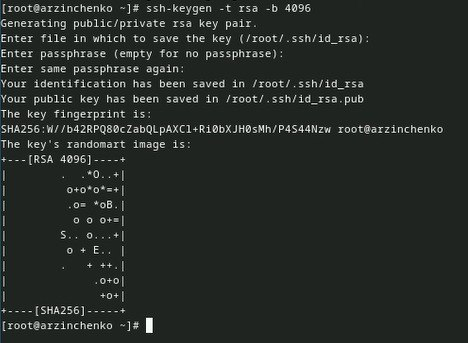 [root@arzinchenko ~]# ssh-keygen -t rsa -b 4096
Generating public/private rsa key pair.
Enter file in which to save the key (/root/.ssh/id_rsa):
Enter passphrase (empty for no passphrase):
Enter same passphrase again:
Your identification has been saved in /root/.ssh/id_rsa
Your public key has been saved in /root/.ssh/id_rsa.pub
The key fingerprint is:
SHA256:W//b42RPQ80cZabQLpAXCl+Ri0bXJH0sMh/P4S44Nzw root@arzinchenko
The key's randomart image is:
+---[RSA 4096]----+
|        .  .*O..+|
|         o+o*o*=+|
|         .o= *oB.|
|          o o o+=|
|        S.. o...+|
|         o + E.. |
|        .   + ++.|
|             .o+o|
|              +o+|
+----[SHA256]-----+
[root@arzinchenko ~]#